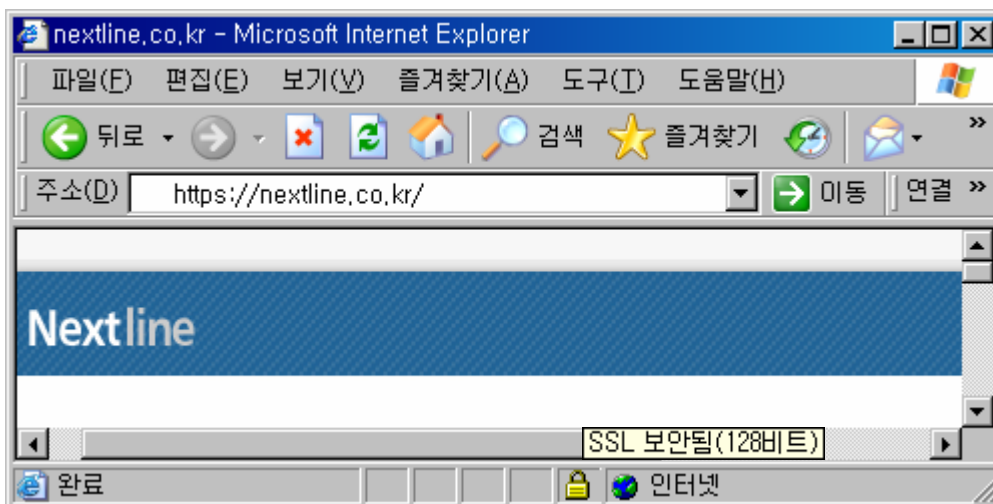 nextline.co.kr - Microsoft Internet Explorer
파일(F) 편집(E) 보기(V) 즐겨찾기(A) 도구(T) 도움말(H)
뒤로 검색 즐겨찾기 »
주소(D) https://nextline.co.kr/ 이동 연결 »
Nextline
SSL 보안됨(128비트)
완료 인터넷